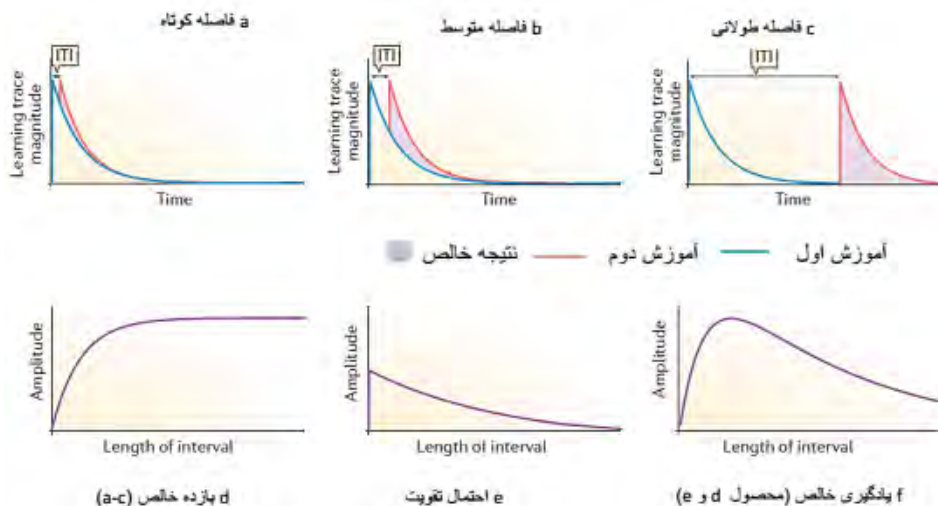 a فاصله کوتاه
b فاصله متوسط
c فاصله طولانی
ITI
ITI
ITI
Learning trace
magnitude
Learning trace
magnitude
Learning trace
magnitude
Time
Time
Time
آموزش اول
آموزش دوم
نتیجه خالص
Amplitude
Amplitude
Amplitude
Length of interval
Length of interval
Length of interval
d بازده خالص (a-c)
e احتمال تقویت
f یادگیری خالص (محصول d و e)